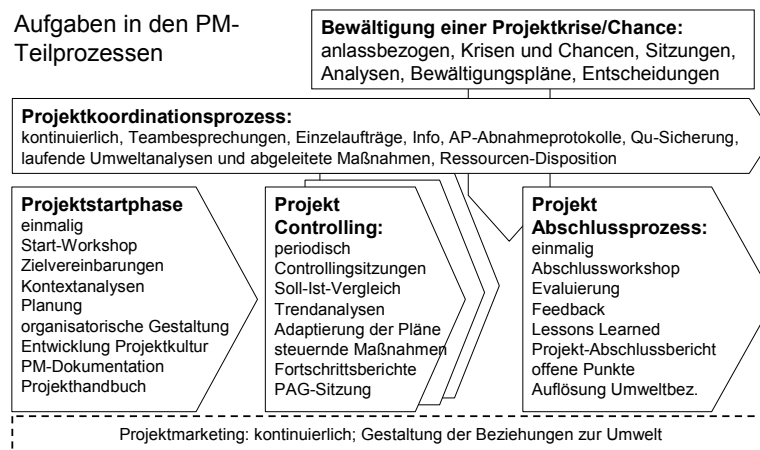 Aufgaben in den PM-
Teilprozessen
Bewältigung einer Projektkrise/Chance:
anlassbezogen, Krisen und Chancen, Sitzungen,
Analysen, Bewältigungspläne, Entscheidungen
Projektkoordinationsprozess:
kontinuierlich, Teambesprechungen, Einzelaufträge, Info, AP-Abnahmeprotokolle, Qu-Sicherung,
laufende Umweltanalysen und abgeleitete Maßnahmen, Ressourcen-Disposition
Projektstartphase
einmalig
Start-Workshop
Zielvereinbarungen
Kontextanalysen
Planung
organisatorische Gestaltung
Entwicklung Projektkultur
PM-Dokumentation
Projekthandbuch
Projekt
Controlling:
periodisch
Controllingsitzungen
Soll-Ist-Vergleich
Trendanalysen
Adaptierung der Pläne
steuernde Maßnahmen
Fortschrittsberichte
PAG-Sitzung
Projekt
Abschlussprozess:
einmalig
Abschlussworkshop
Evaluierung
Feedback
Lessons Learned
Projekt-Abschlussbericht
offene Punkte
Auflösung Umweltbez.
Projektmarketing: kontinuierlich; Gestaltung der Beziehungen zur Umwelt